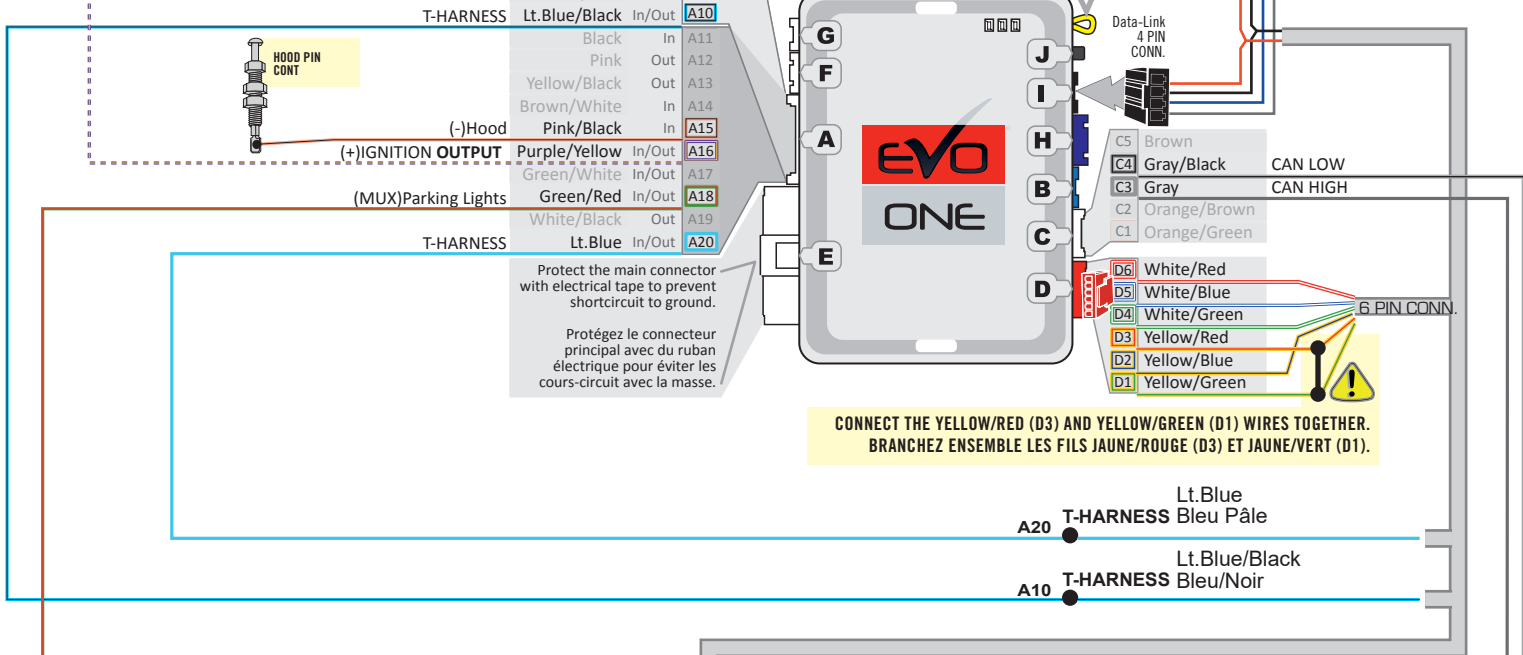 T-HARNESS Lt.Blue/Black In/Out A10
Black In A11
Pink Out A12
Yellow/Black Out A13
Brown/White In A14
(-)Hood Pink/Black In A15
(+)IGNITION OUTPUT Purple/Yellow In/Out A16
Green/White In/Out A17
(MUX)Parking Lights Green/Red In/Out A18
White/Black Out A19
T-HARNESS Lt.Blue In/Out A20
HOOD PIN
CONT
Protect the main connector
with electrical tape to prevent
shortcircuit to ground.
Protégez le connecteur
principal avec du ruban
électrique pour éviter les
cours-circuit avec la masse.
G
F
A
E
J
I
H
B
C
D
EVO
ONE
Data-Link
4 PIN
CONN.
C5 Brown
C4 Gray/Black CAN LOW
C3 Gray CAN HIGH
C2 Orange/Brown
C1 Orange/Green
D6 White/Red
D5 White/Blue
D4 White/Green
D3 Yellow/Red
D2 Yellow/Blue
D1 Yellow/Green
6 PIN CONN.
!
CONNECT THE YELLOW/RED (D3) AND YELLOW/GREEN (D1) WIRES TOGETHER.
BRANCHEZ ENSEMBLE LES FILS JAUNE/ROUGE (D3) ET JAUNE/VERT (D1).
Lt.Blue
A20 T-HARNESS Bleu Pâle
Lt.Blue/Black
A10 T-HARNESS Bleu/Noir